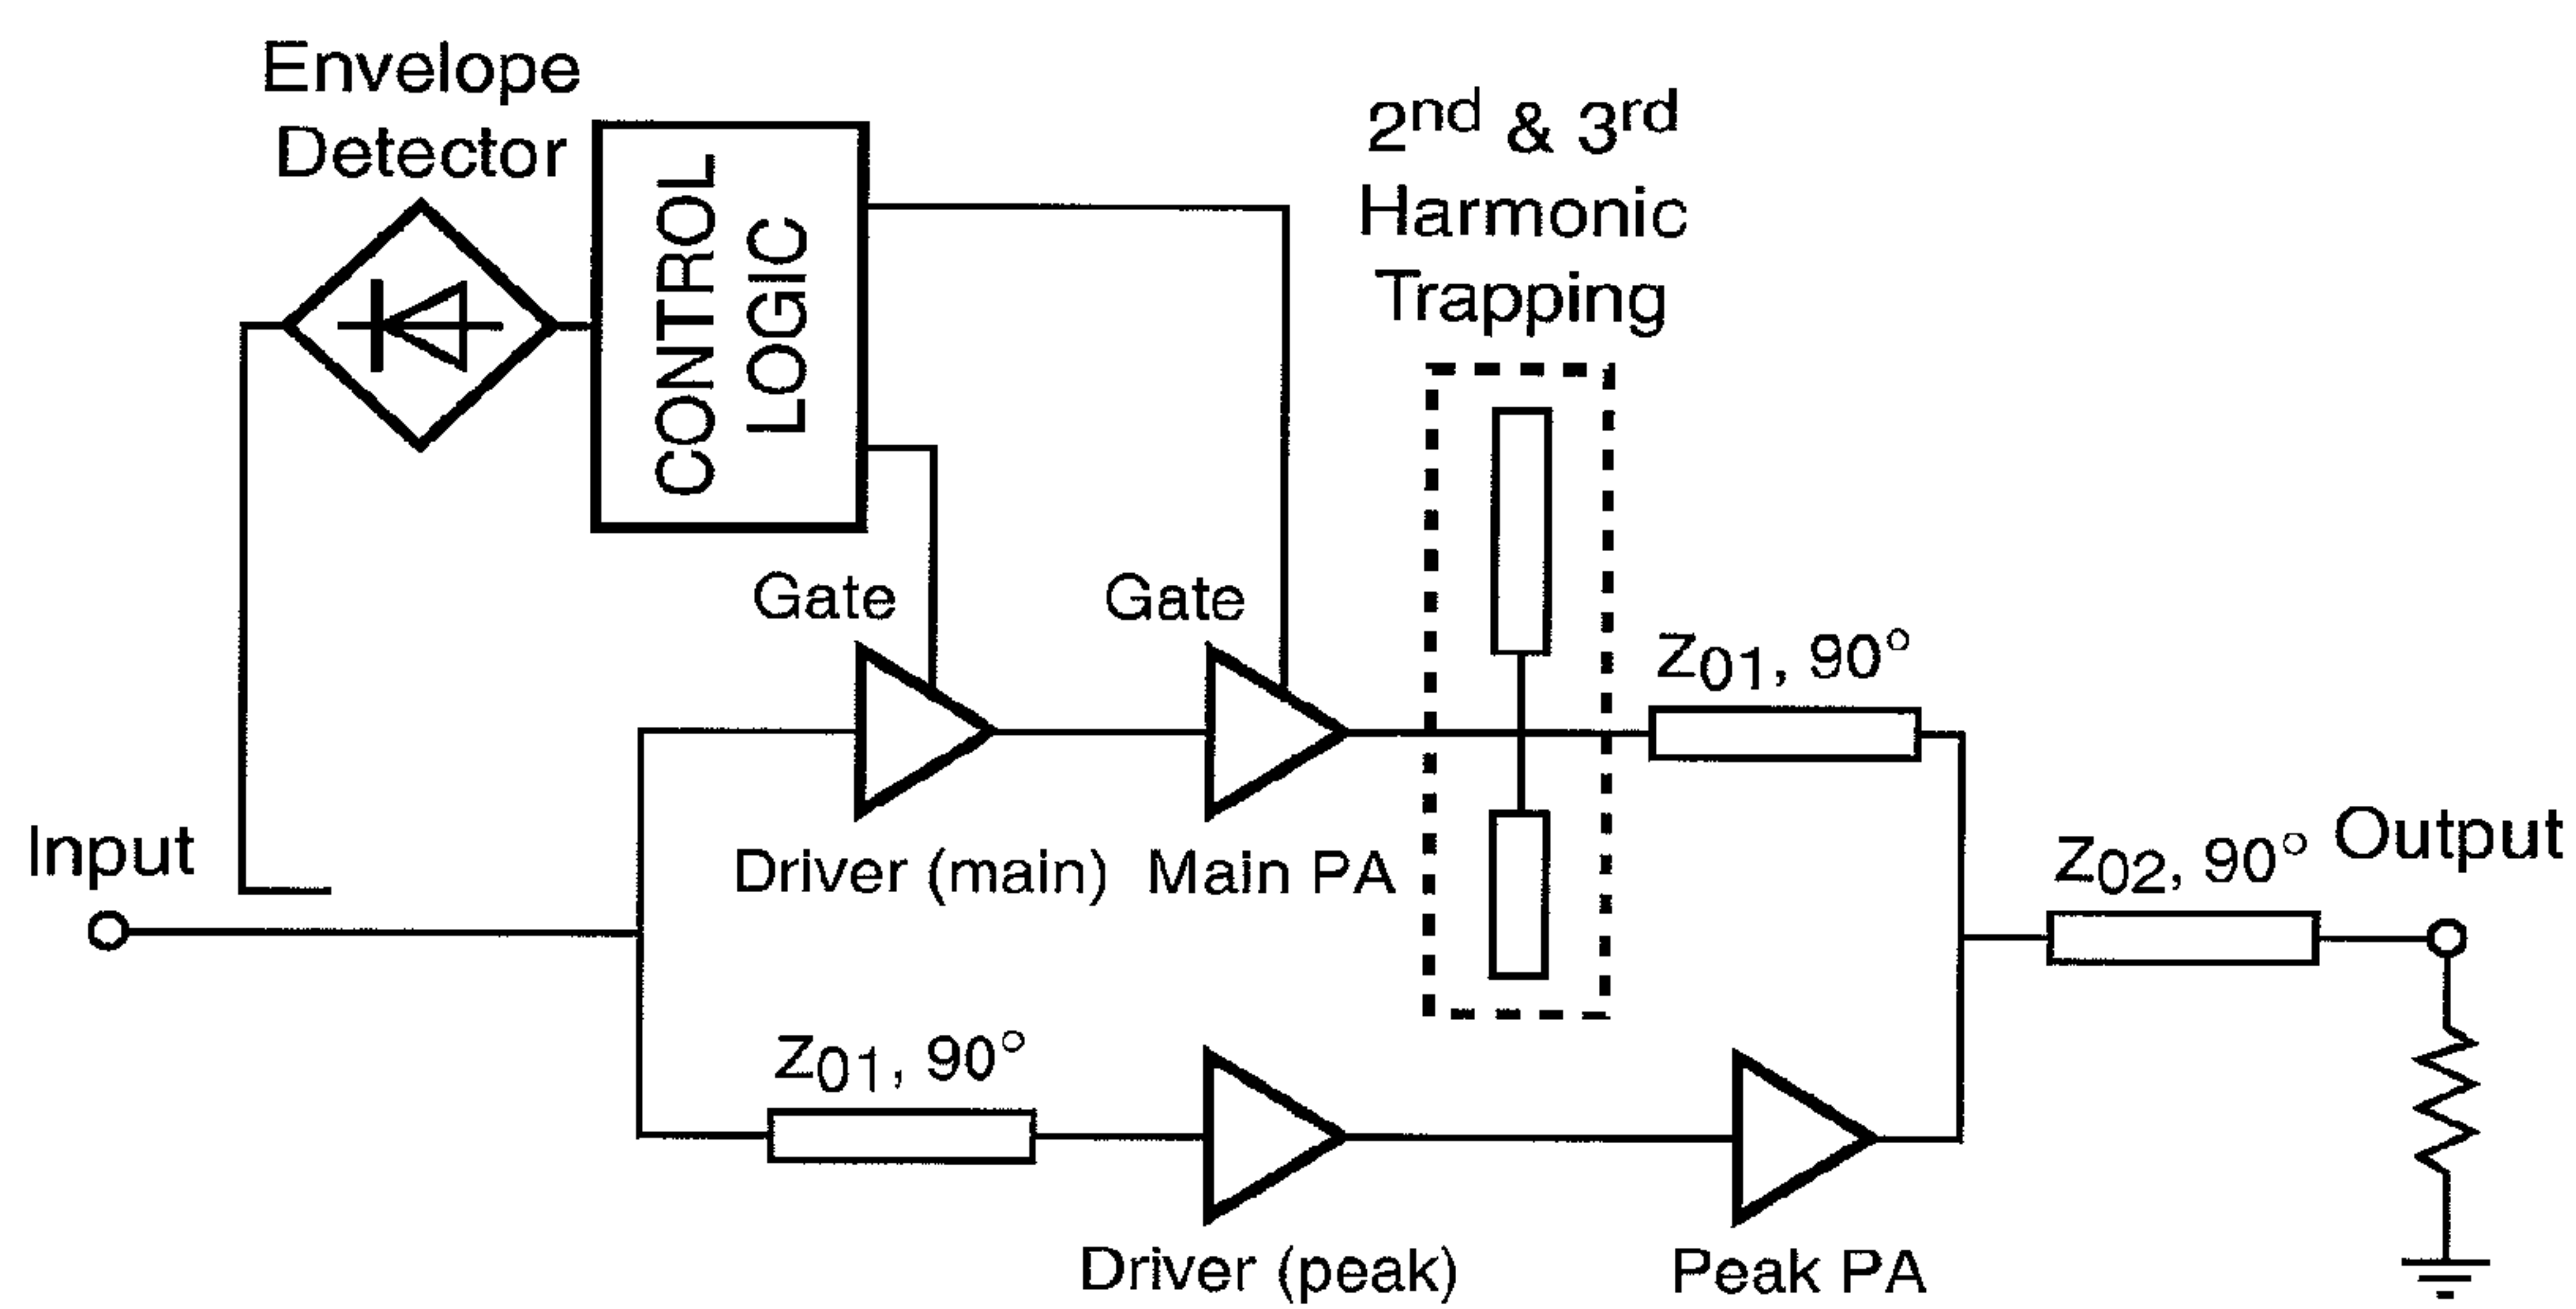 Envelope
Detector
CONTROL
LOGIC
2nd & 3rd
Harmonic
Trapping
Gate
Gate
Z01, 90°
Input
Driver (main)
Main PA
Z02, 90°
Output
Z01, 90°
Driver (peak)
Peak PA